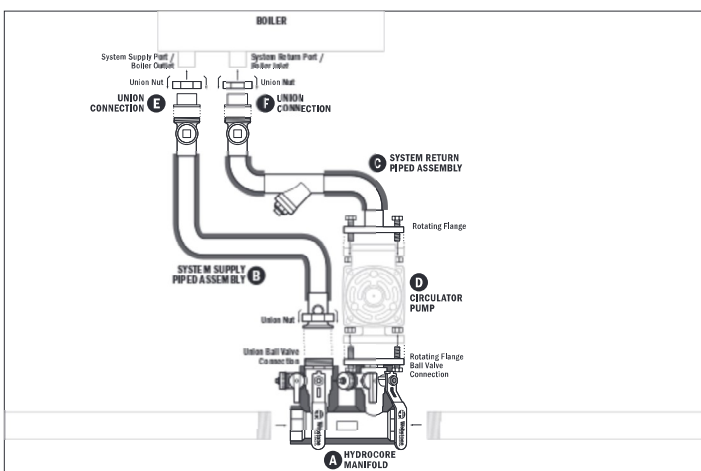 BOILER
System Supply Port /
Boiler Outlet
System Return Port /
Boiler Inlet
Union Nut
Union Nut
UNION
CONNECTION
E
F
UNION
CONNECTION
C
SYSTEM RETURN
PIPED ASSEMBLY
Rotating Flange
SYSTEM SUPPLY
PIPED ASSEMBLY
B
D
CIRCULATOR
PUMP
Union Nut
Union Ball Valve
Connection
Rotating Flange
Ball Valve
Connection
A
HYDROCORE
MANIFOLD